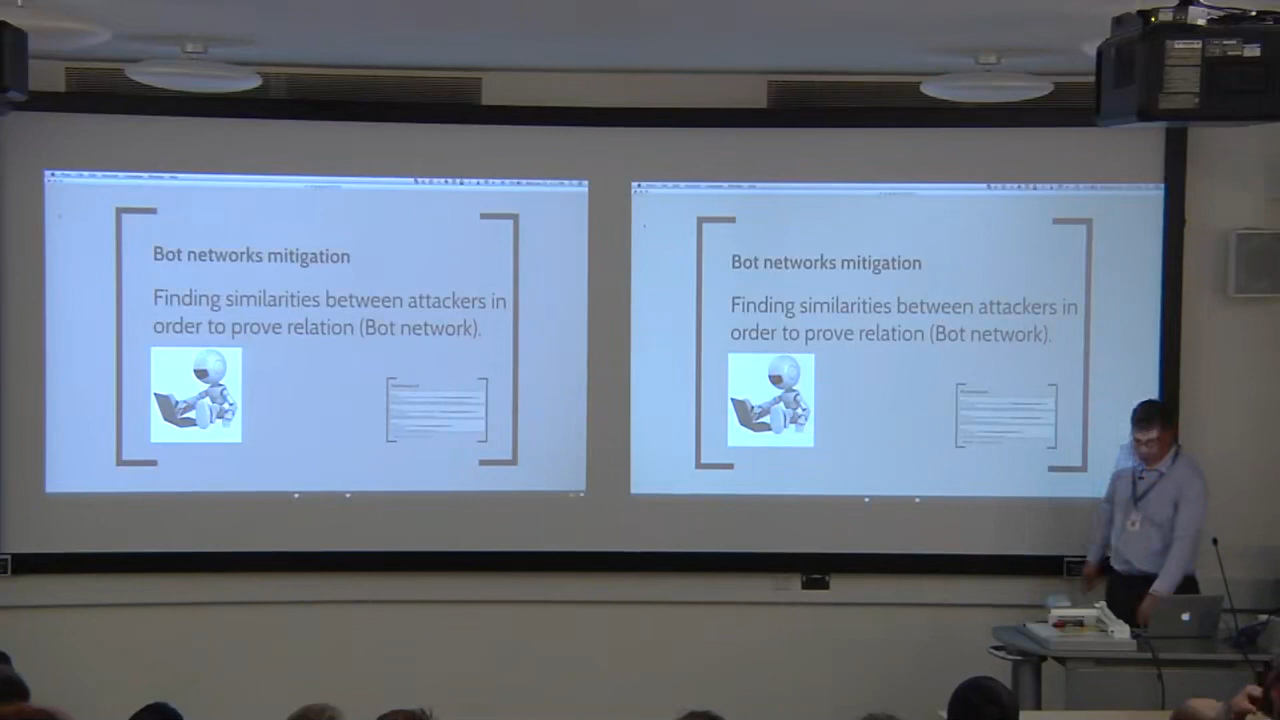 Bot networks mitigation
Finding similarities between attackers in
order to prove relation (Bot network).
Bot networks mitigation
Finding similarities between attackers in
order to prove relation (Bot network).